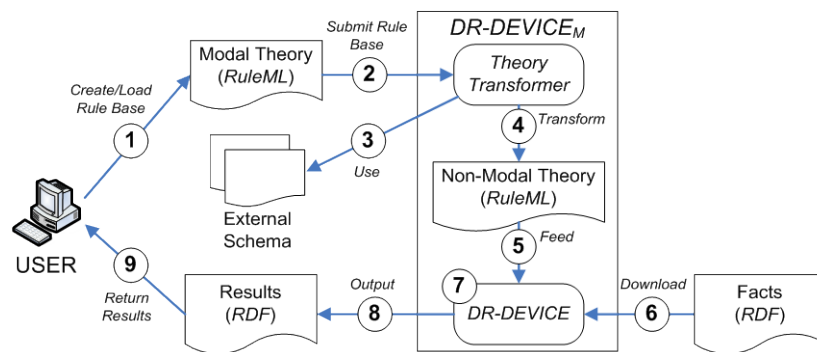 DR-DEVICEM
Submit Rule
Base
Modal Theory
(RuleML)
2
Theory
Transformer
Create/Load
Rule Base
1
3
Use
4
Transform
External
Schema
Non-Modal Theory
(RuleML)
5
Feed
USER
9
Return
Results
Results
(RDF)
Output
8
7
DR-DEVICE
Download
6
Facts
(RDF)